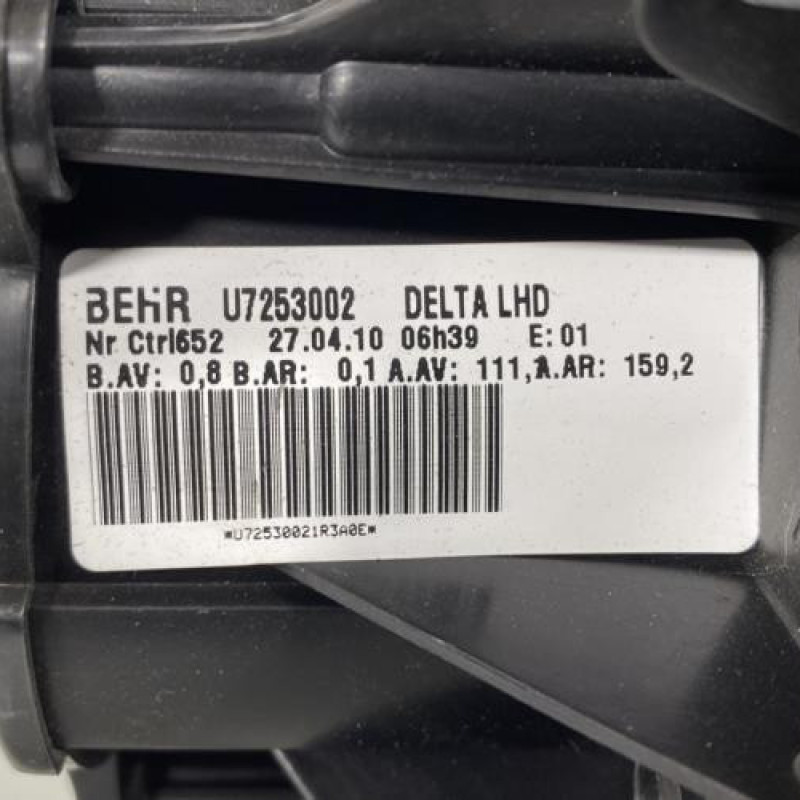 BEHR U7253002 DELTA LHD
Nr Ctrl652 27.04.10 06h39 E: 01
B.AV: 0,8 B.AR: 0,1 A.AV: 111, A.AR: 159,2
*U72530021R3A0E*